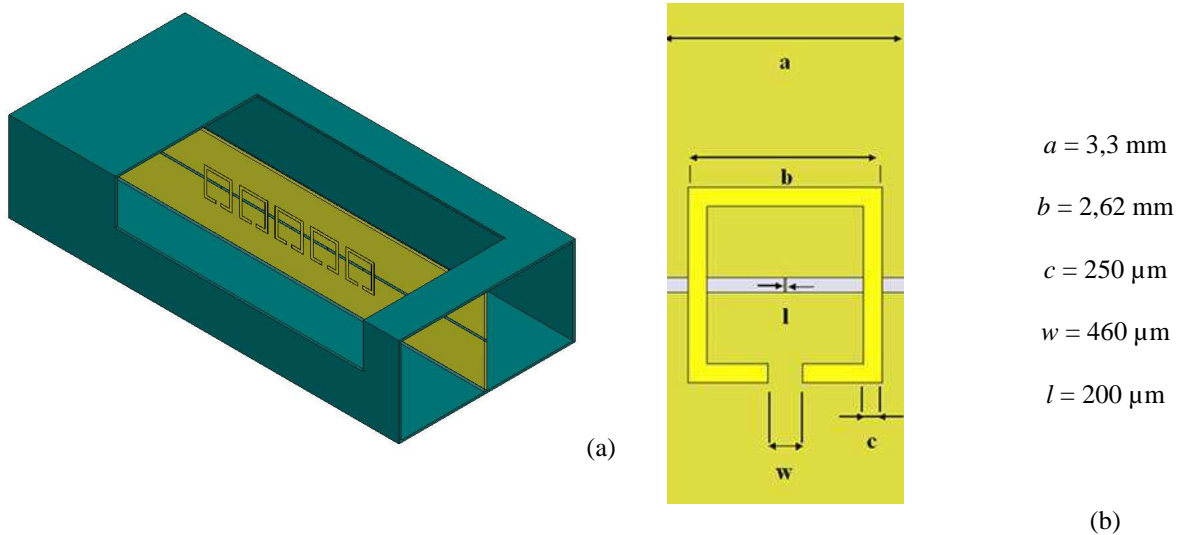 a
b
l
c
w
(a)
a = 3,3 mm
b = 2,62 mm
c = 250 µm
w = 460 µm
l = 200 µm
(b)